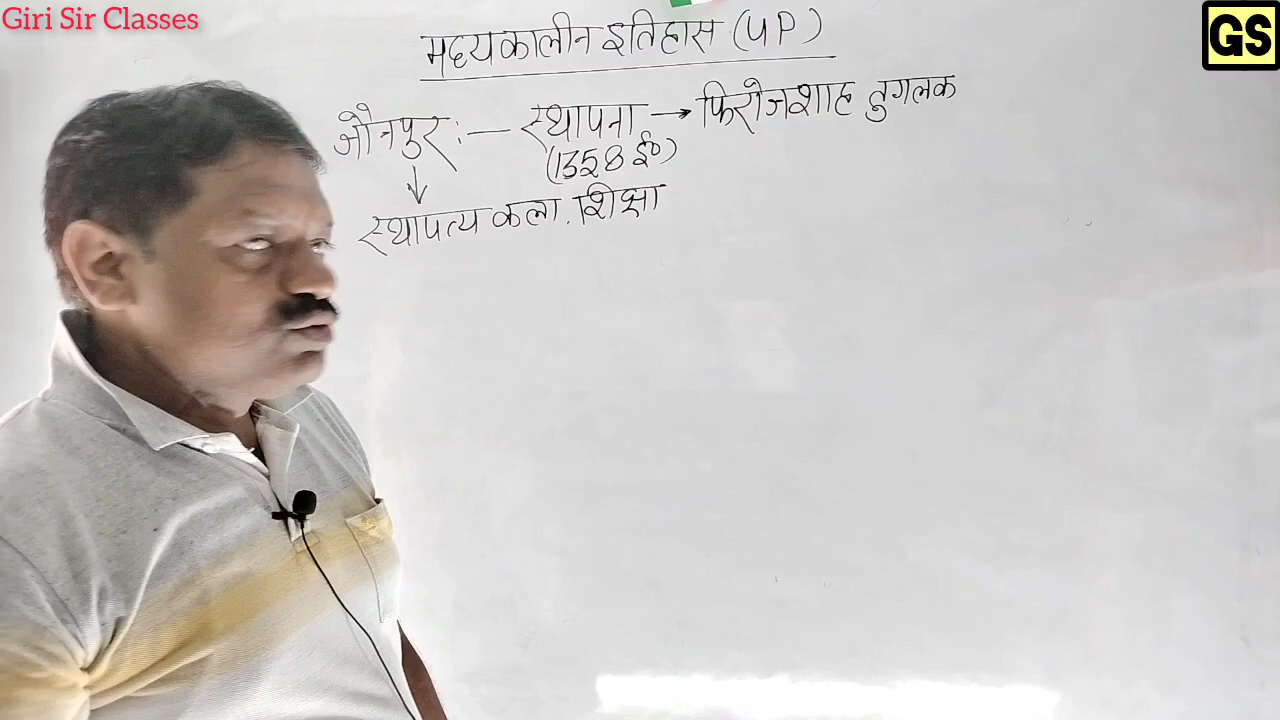 Giri Sir Classes
GS
मध्यकालीन इतिहास (UP)
जौनपुर :— स्थापना → फिरोजशाह तुगलक
(1358 ई०)
↓
स्थापत्य कला, शिक्षा